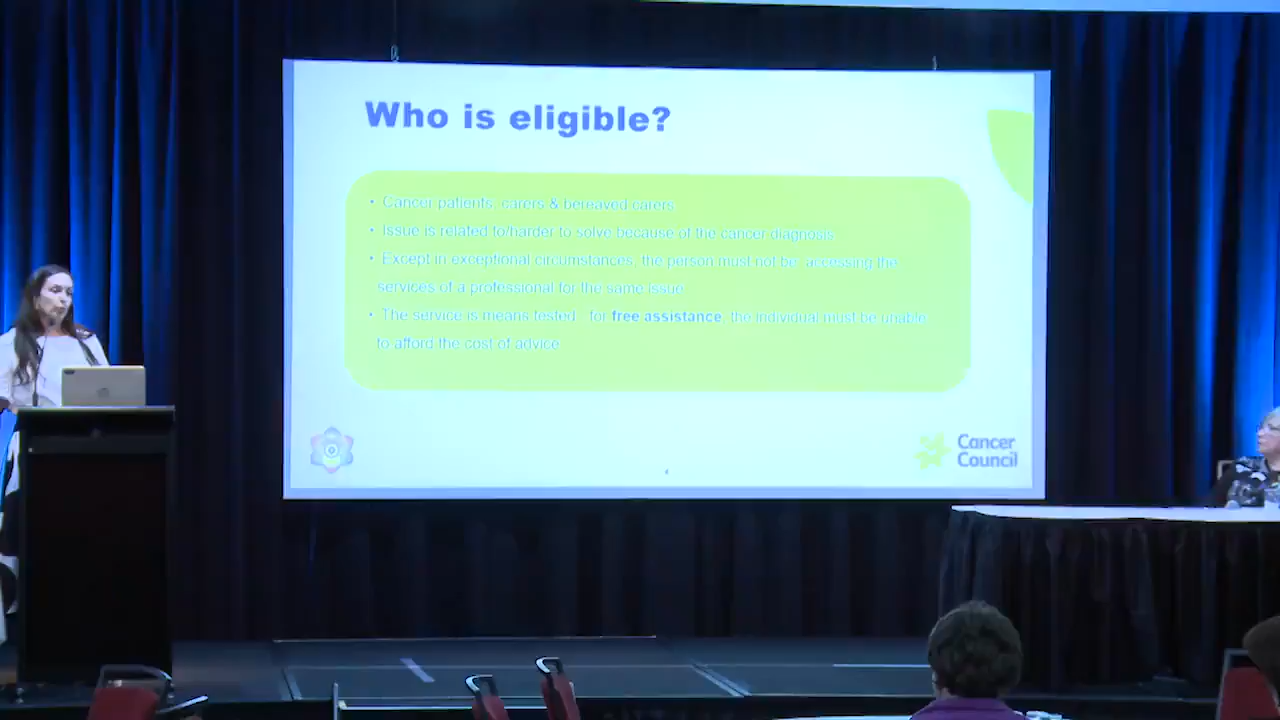 Who is eligible?
• Cancer patients, carers & bereaved carers
• Issue is related to/harder to solve because of the cancer diagnosis
• Except in exceptional circumstances, the person must not be accessing the
services of a professional for the same issue
• The service is means tested - for free assistance, the individual must be unable
to afford the cost of advice
Cancer
Council